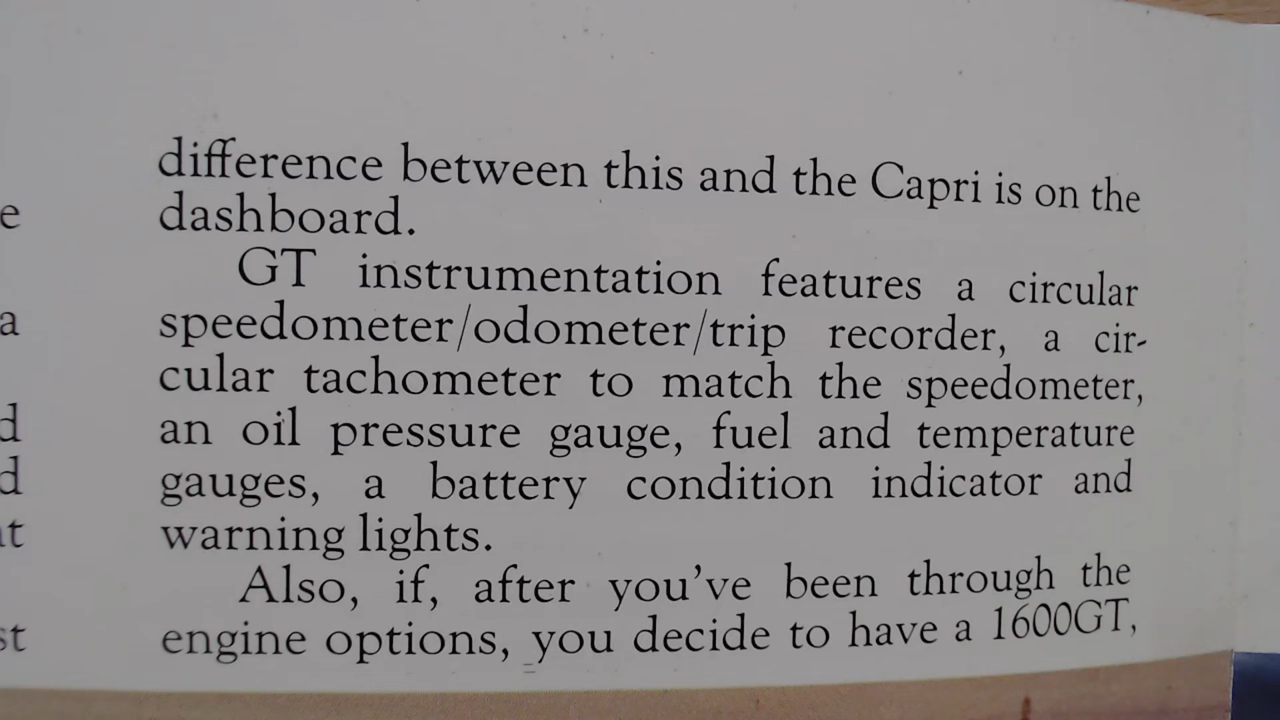 difference between this and the Capri is on the
dashboard.
GT instrumentation features a circular
speedometer/odometer/trip recorder, a cir-
cular tachometer to match the speedometer,
an oil pressure gauge, fuel and temperature
gauges, a battery condition indicator and
warning lights.
Also, if, after you've been through the
engine options, you decide to have a 1600GT,